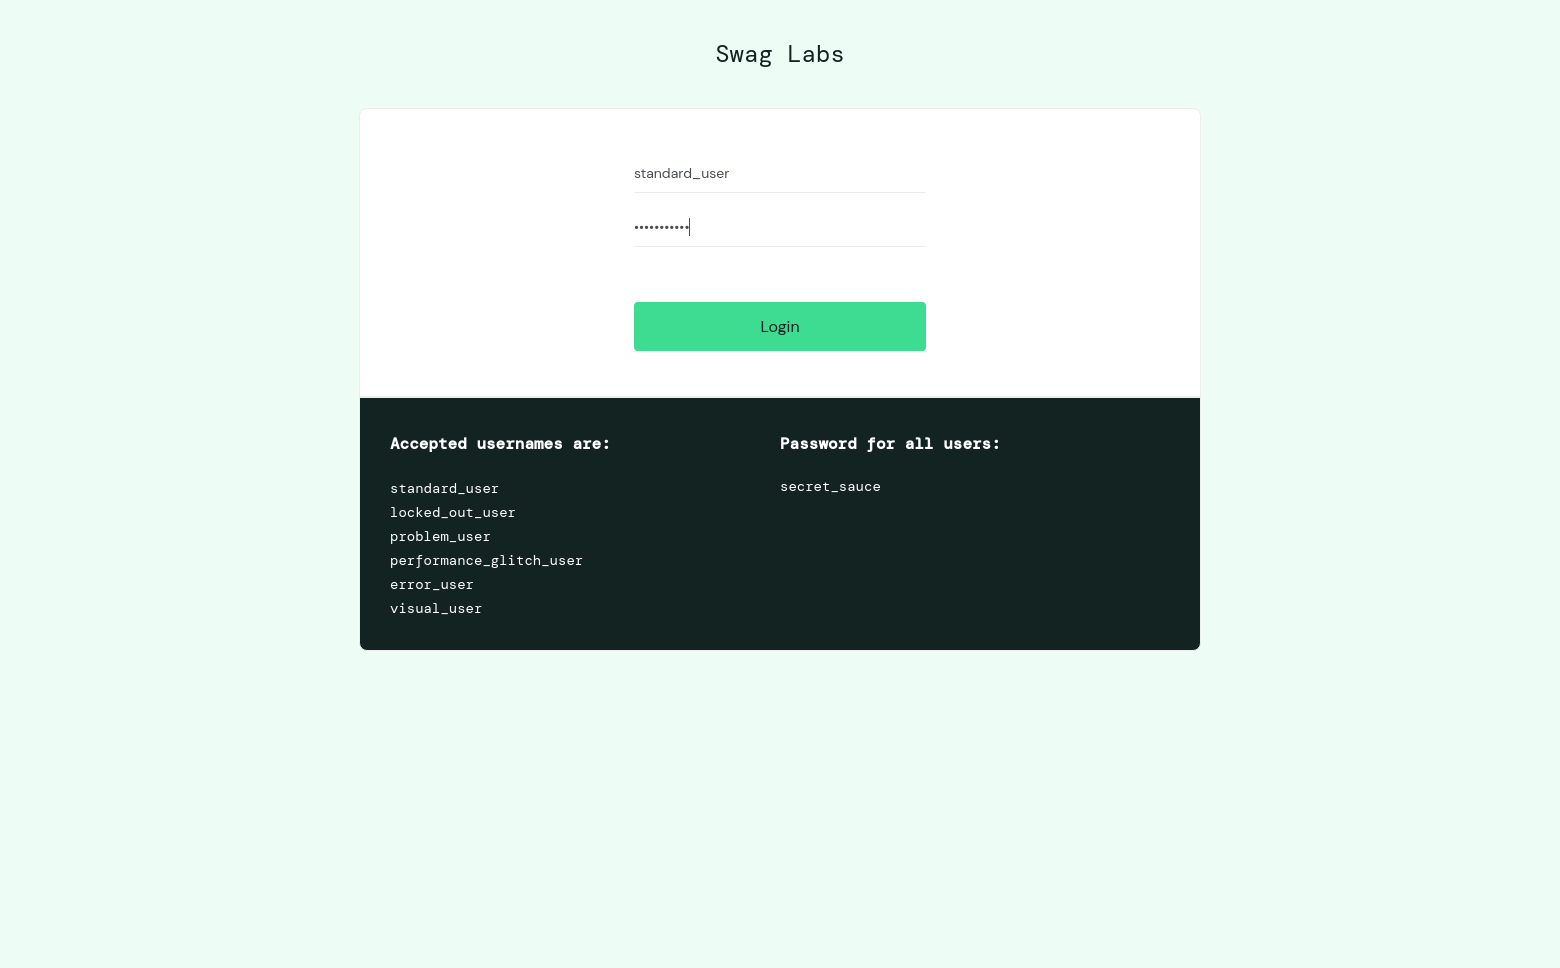 Swag Labs
standard_user
•••••••••••
Login
Accepted usernames are:
standard_user
locked_out_user
problem_user
performance_glitch_user
error_user
visual_user
Password for all users:
secret_sauce